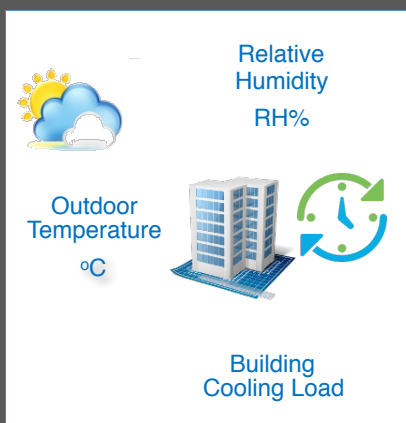 Relative
Humidity
RH%
Outdoor
Temperature
ºC
Building
Cooling Load